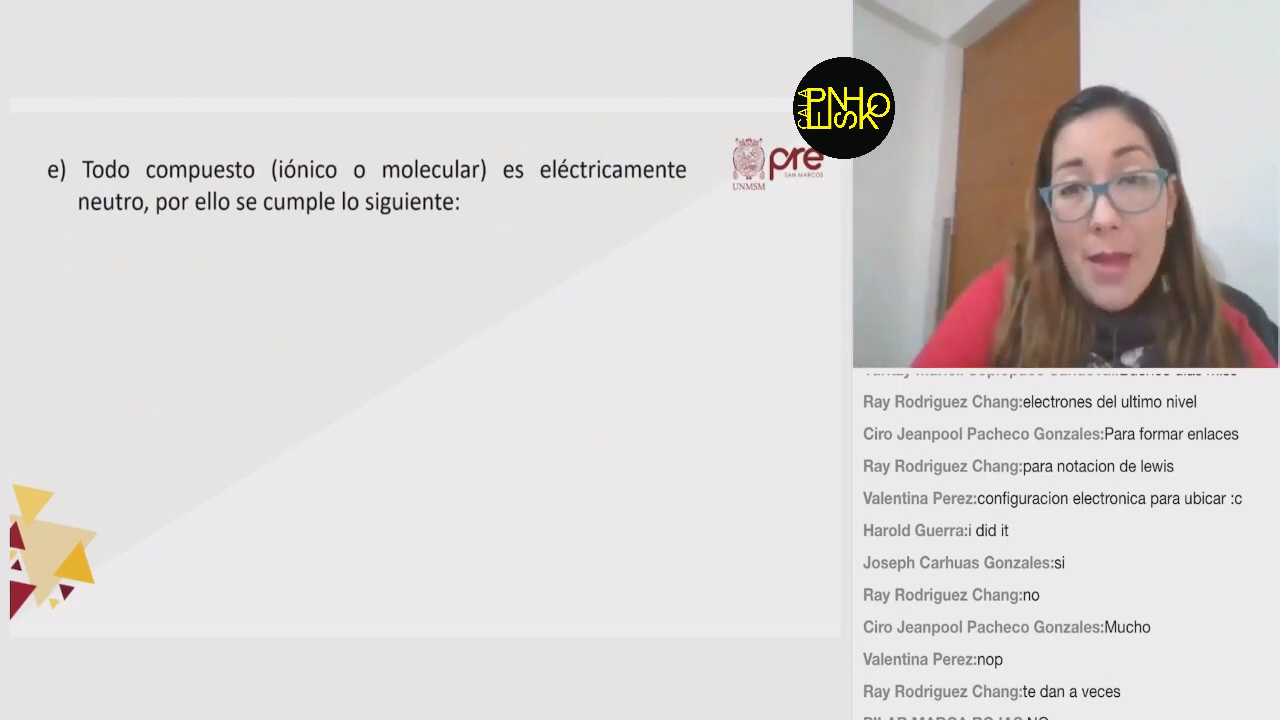 e) Todo compuesto (iónico o molecular) es eléctricamente
neutro, por ello se cumple lo siguiente:
UNMSM
pre
SAN MARCOS
CALA
PENSHOK
Ray Rodriguez Chang:electrones del ultimo nivel
Ciro Jeanpool Pacheco Gonzales:Para formar enlaces
Ray Rodriguez Chang:para notacion de lewis
Valentina Perez:configuracion electronica para ubicar :c
Harold Guerra:i did it
Joseph Carhuas Gonzales:si
Ray Rodriguez Chang:no
Ciro Jeanpool Pacheco Gonzales:Mucho
Valentina Perez:nop
Ray Rodriguez Chang:te dan a veces